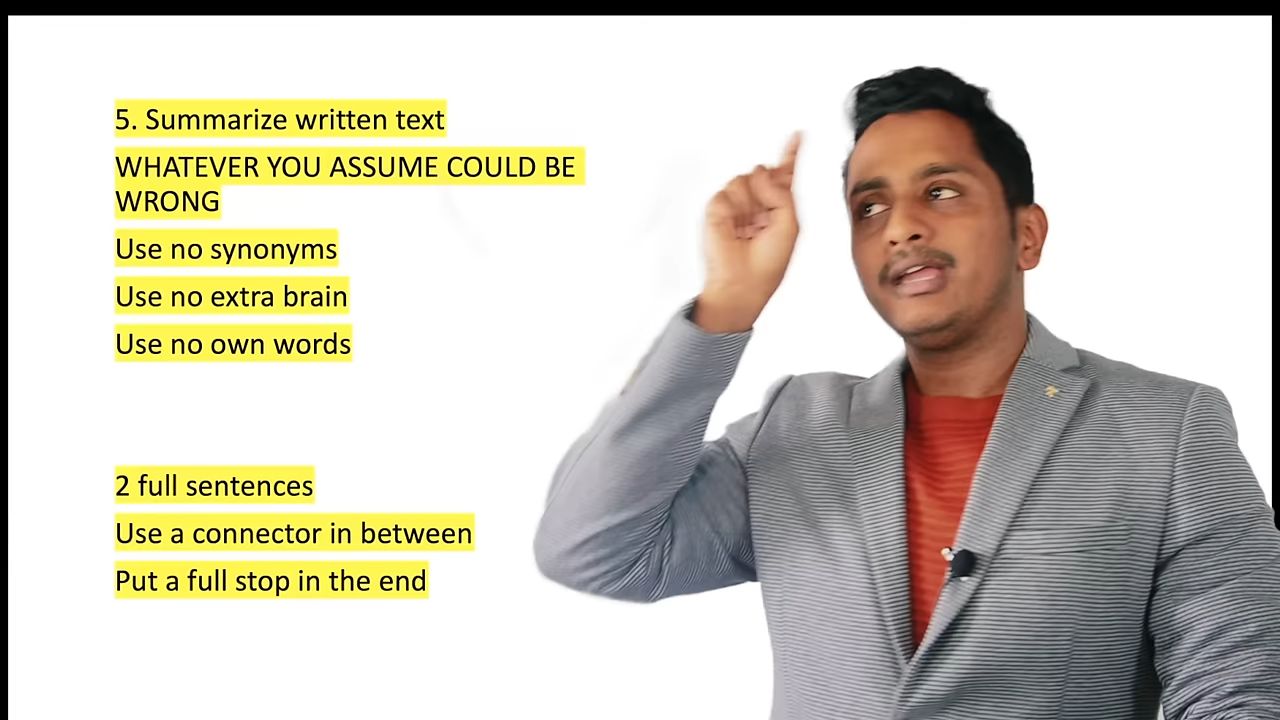 5. Summarize written text
WHATEVER YOU ASSUME COULD BE
WRONG
Use no synonyms
Use no extra brain
Use no own words
2 full sentences
Use a connector in between
Put a full stop in the end